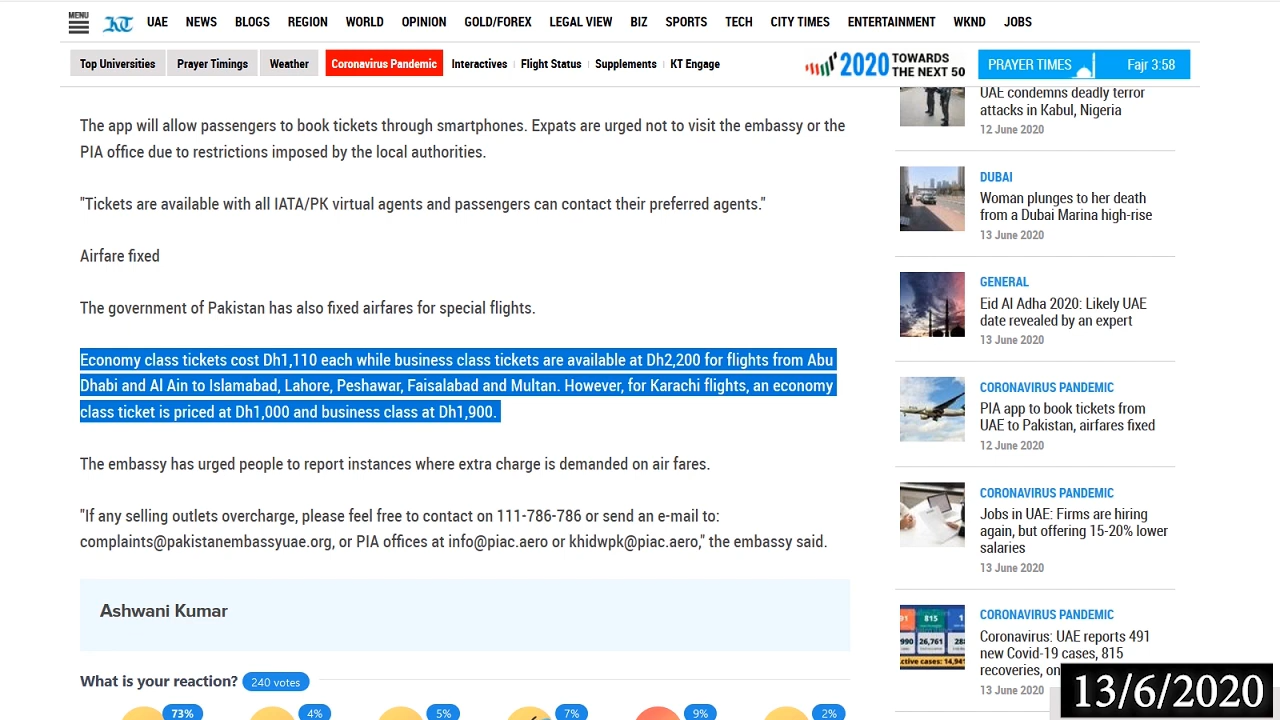 MENU
KT
UAE NEWS BLOGS REGION WORLD OPINION GOLD/FOREX LEGAL VIEW BIZ SPORTS TECH CITY TIMES ENTERTAINMENT WKND JOBS
Top Universities Prayer Timings Weather Coronavirus Pandemic Interactives Flight Status Supplements KT Engage
2020 TOWARDS
THE NEXT 50
PRAYER TIMES Fajr 3:58
The app will allow passengers to book tickets through smartphones. Expats are urged not to visit the embassy or the
PIA office due to restrictions imposed by the local authorities.
"Tickets are available with all IATA/PK virtual agents and passengers can contact their preferred agents."
Airfare fixed
The government of Pakistan has also fixed airfares for special flights.
Economy class tickets cost Dh1,110 each while business class tickets are available at Dh2,200 for flights from Abu
Dhabi and Al Ain to Islamabad, Lahore, Peshawar, Faisalabad and Multan. However, for Karachi flights, an economy
class ticket is priced at Dh1,000 and business class at Dh1,900.
The embassy has urged people to report instances where extra charge is demanded on air fares.
"If any selling outlets overcharge, please feel free to contact on 111-786-786 or send an e-mail to:
complaints@pakistanembassyuae.org, or PIA offices at info@piac.aero or khidwpk@piac.aero," the embassy said.
Ashwani Kumar
What is your reaction? 240 votes
73% 4% 5% 7% 9% 2%
UAE condemns deadly terror
attacks in Kabul, Nigeria
12 June 2020
DUBAI
Woman plunges to her death
from a Dubai Marina high-rise
13 June 2020
GENERAL
Eid Al Adha 2020: Likely UAE
date revealed by an expert
13 June 2020
CORONAVIRUS PANDEMIC
PIA app to book tickets from
UAE to Pakistan, airfares fixed
12 June 2020
CORONAVIRUS PANDEMIC
Jobs in UAE: Firms are hiring
again, but offering 15-20% lower
salaries
13 June 2020
CORONAVIRUS PANDEMIC
Coronavirus: UAE reports 491
new Covid-19 cases, 815
recoveries,
13 June 2020
815
26,761
ctive cases: 14,941
13/6/2020